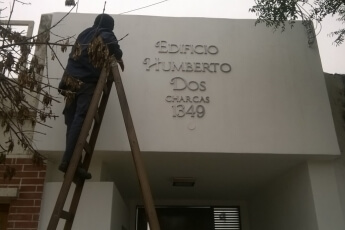 EDIFICIO
HUMBERTO
DOS
CHARCAS
1349